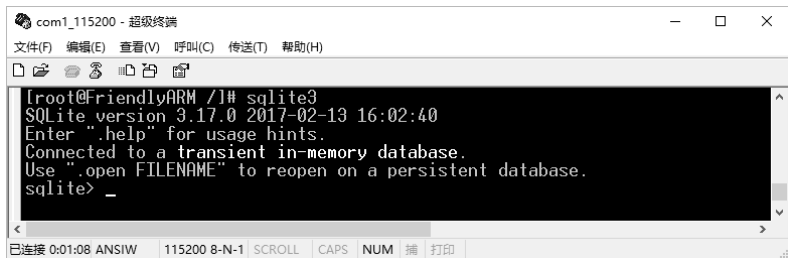 com1_115200 - 超级终端
文件(F) 编辑(E) 查看(V) 呼叫(C) 传送(T) 帮助(H)
[root@FriendlyARM /]# sqlite3
SQLite version 3.17.0 2017-02-13 16:02:40
Enter ".help" for usage hints.
Connected to a transient in-memory database.
Use ".open FILENAME" to reopen on a persistent database.
sqlite> _
已连接 0:01:08 ANSIW 115200 8-N-1 SCROLL CAPS NUM 捕 打印